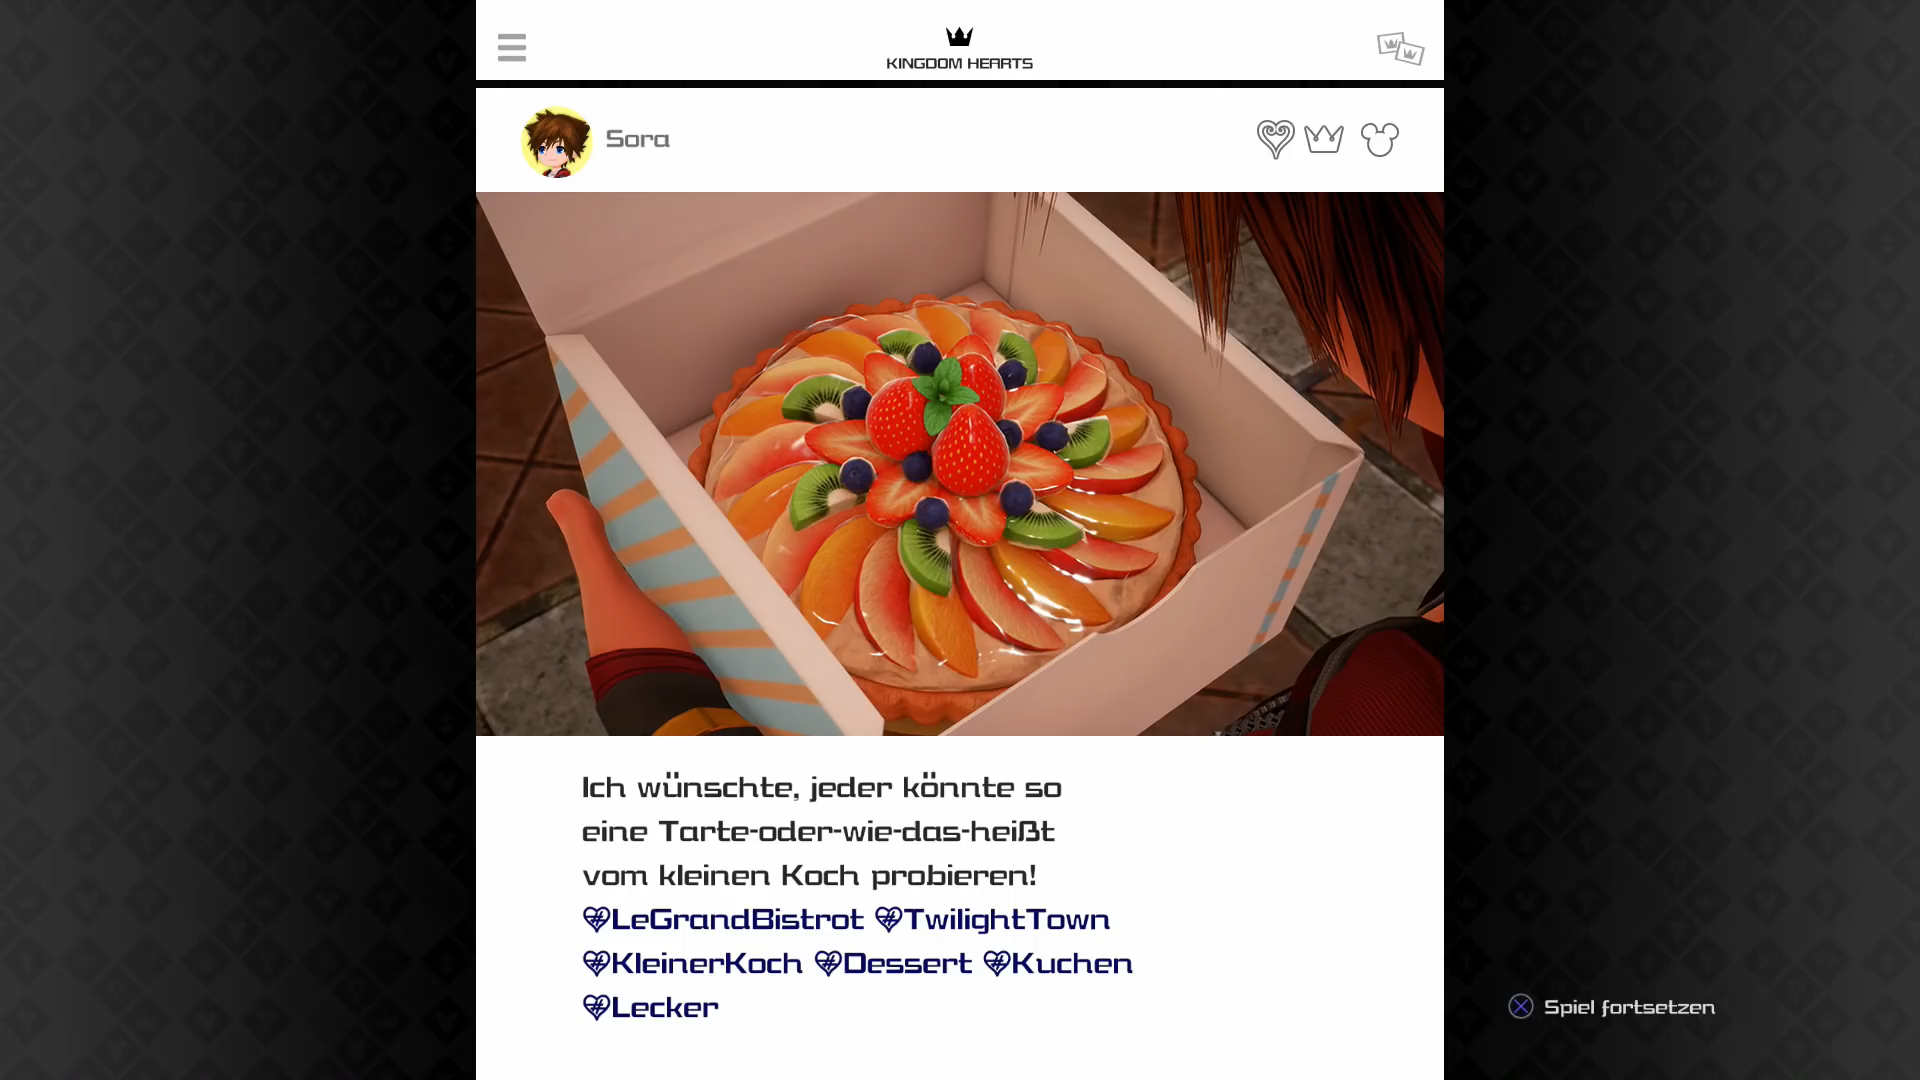 KINGDOM HEARTS
Sora
Ich wünschte, jeder könnte so
eine Tarte-oder-wie-das-heißt
vom kleinen Koch probieren!
#LeGrandBistrot #TwilightTown
#KleinerKoch #Dessert #Kuchen
#Lecker
Spiel fortsetzen